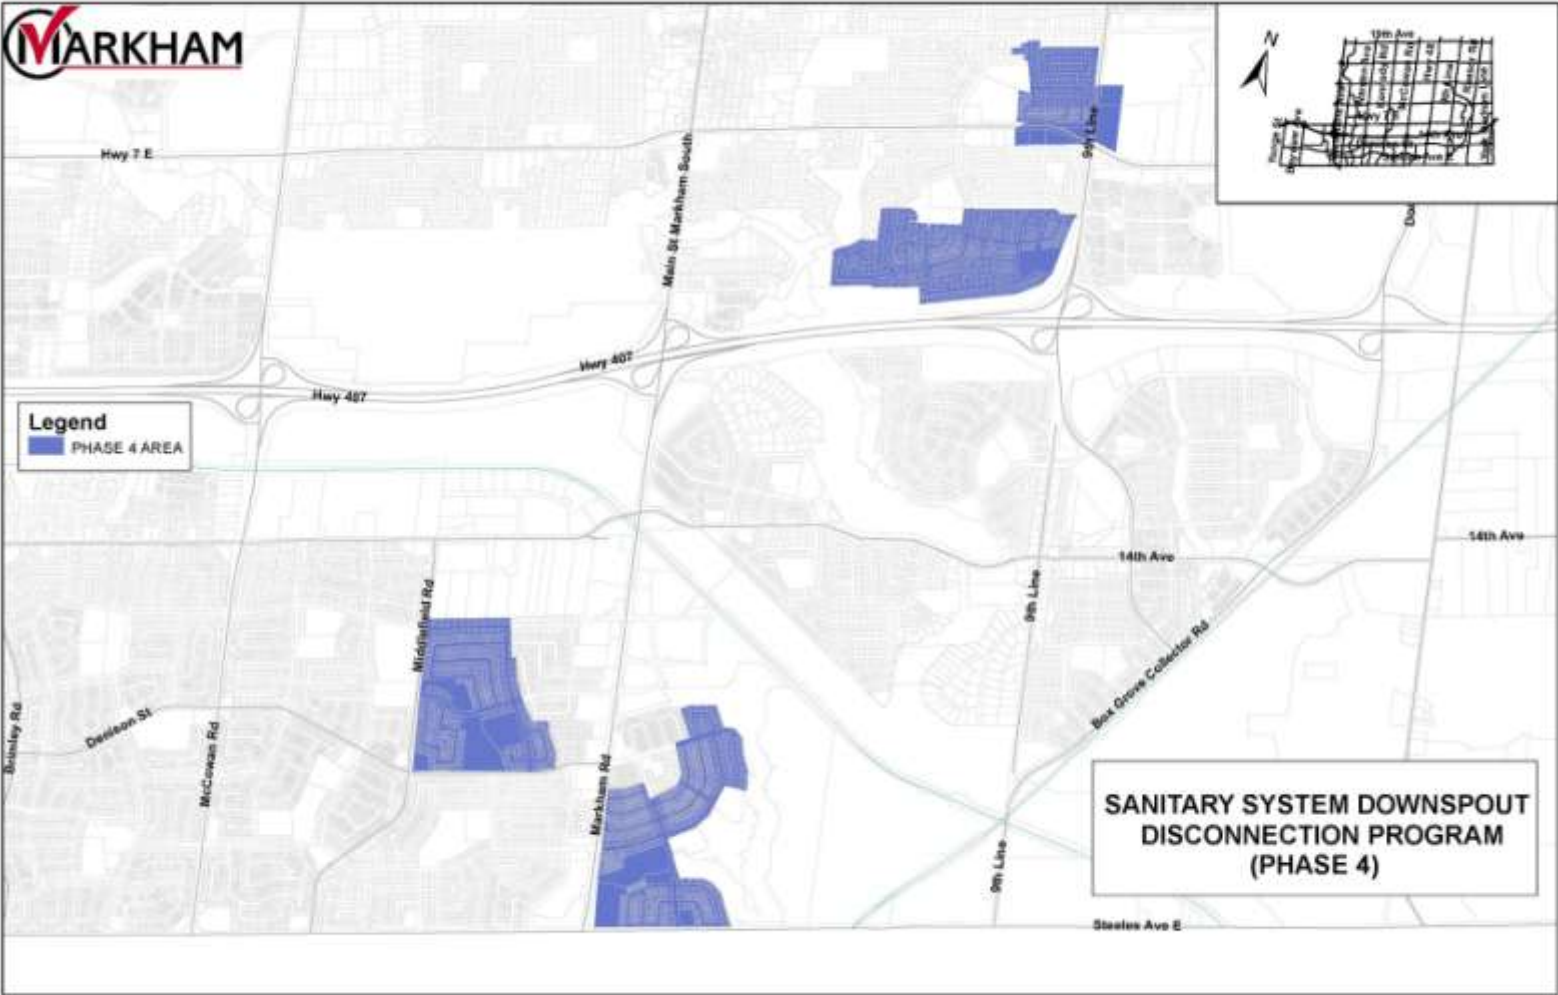 MARKHAM
N
19th Ave
Hwy 7 E
Main St Markham South
9th Line
Hwy 407
Hwy 407
Legend
PHASE 4 AREA
14th Ave
14th Ave
Middlefield Rd
9th Line
Box Grove Collector Rd
Denison St
Brimley Rd
McCowan Rd
Markham Rd
9th Line
SANITARY SYSTEM DOWNSPOUT
DISCONNECTION PROGRAM
(PHASE 4)
Steeles Ave E